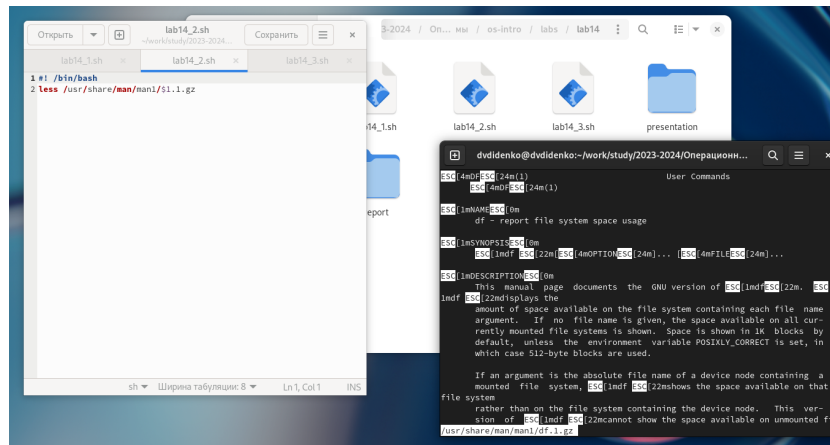 Открыть
lab14_2.sh
~/work/study/2023-2024...
Сохранить
lab14_1.sh
lab14_2.sh
lab14_3.sh
1 #! /bin/bash
2 less /usr/share/man/man1/$1.1.gz
sh
Ширина табуляции: 8
Ln 1, Col 1
INS
3-2024 / Оп... мы / os-intro / labs / lab14
14_1.sh
lab14_2.sh
lab14_3.sh
presentation
eport
dvdidenko@dvdidenko:~/work/study/2023-2024/Операционн...
ESC[4mDFESC[24m(1) User Commands
ESC[4mDFESC[24m(1)
ESC[1mNAMEESC[0m
df - report file system space usage
ESC[1mSYNOPSISESC[0m
ESC[1mdf ESC[22m[ESC[4mOPTIONESC[24m]... [ESC[4mFILEESC[24m]...
ESC[1mDESCRIPTIONESC[0m
This manual page documents the GNU version of ESC[1mdfESC[22m. ESC[
1mdf ESC[22mdisplays the
amount of space available on the file system containing each file name
argument. If no file name is given, the space available on all cur-
rently mounted file systems is shown. Space is shown in 1K blocks by
default, unless the environment variable POSIXLY_CORRECT is set, in
which case 512-byte blocks are used.
If an argument is the absolute file name of a device node containing a
mounted file system, ESC[1mdf ESC[22mshows the space available on that
file system
rather than on the file system containing the device node. This ver-
sion of ESC[1mdf ESC[22mcannot show the space available on unmounted f
/usr/share/man/man1/df.1.gz